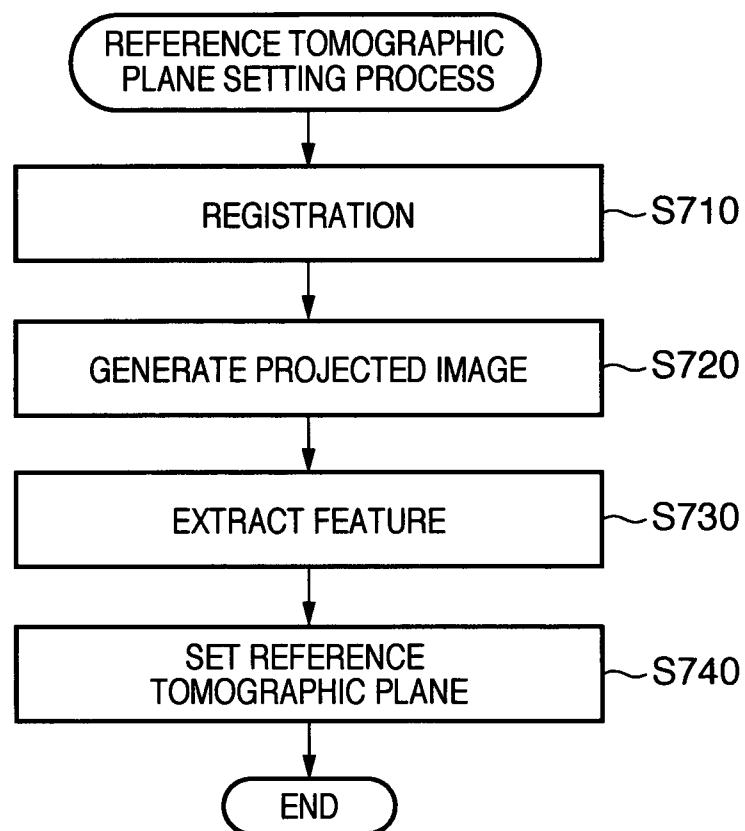 REFERENCE TOMOGRAPHIC
PLANE SETTING PROCESS
REGISTRATION
S710
GENERATE PROJECTED IMAGE
S720
EXTRACT FEATURE
S730
SET REFERENCE
TOMOGRAPHIC PLANE
S740
END